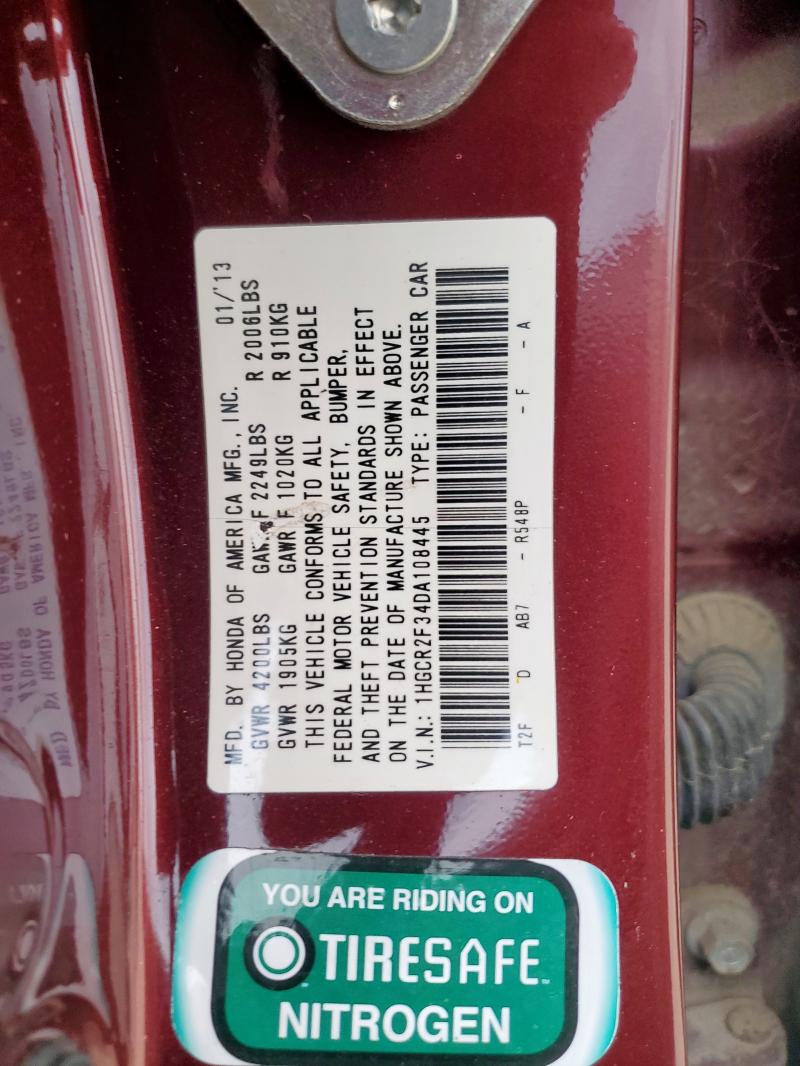 MFD. BY HONDA OF AMERICA MFG., INC. 01/'13
GVWR 4200LBS F 2249LBS R 2006LBS
GVWR 1905KG GAWR F 1020KG R 910KG
THIS VEHICLE CONFORMS TO ALL APPLICABLE
FEDERAL MOTOR VEHICLE SAFETY, BUMPER,
AND THEFT PREVENTION STANDARDS IN EFFECT
ON THE DATE OF MANUFACTURE SHOWN ABOVE.
V.I.N.: 1HGCR2F34DA108445 TYPE: PASSENGER CAR
T2F D AB7 - R548P - F - A
YOU ARE RIDING ON
TIRESAFE™
NITROGEN